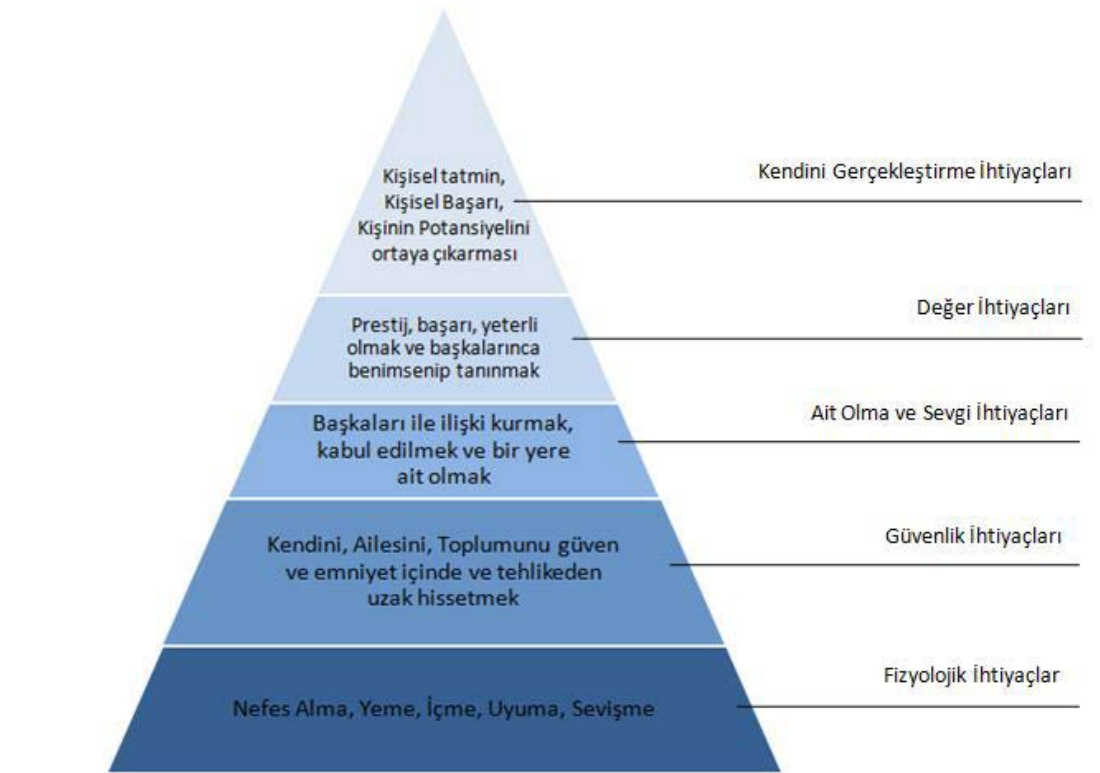 Kişisel tatmin,
Kişisel Başarı,
Kişinin Potansiyelini
ortaya çıkarması
Kendini Gerçekleştirme İhtiyaçları
Prestij, başarı, yeterli
olmak ve başkalarınca
benimsenip tanınmak
Değer İhtiyaçları
Başkaları ile ilişki kurmak,
kabul edilmek ve bir yere
ait olmak
Ait Olma ve Sevgi İhtiyaçları
Kendini, Ailesini, Toplumunu güven
ve emniyet içinde ve tehlikeden
uzak hissetmek
Güvenlik İhtiyaçları
Nefes Alma, Yeme, İçme, Uyuma, Sevişme
Fizyolojik İhtiyaçlar